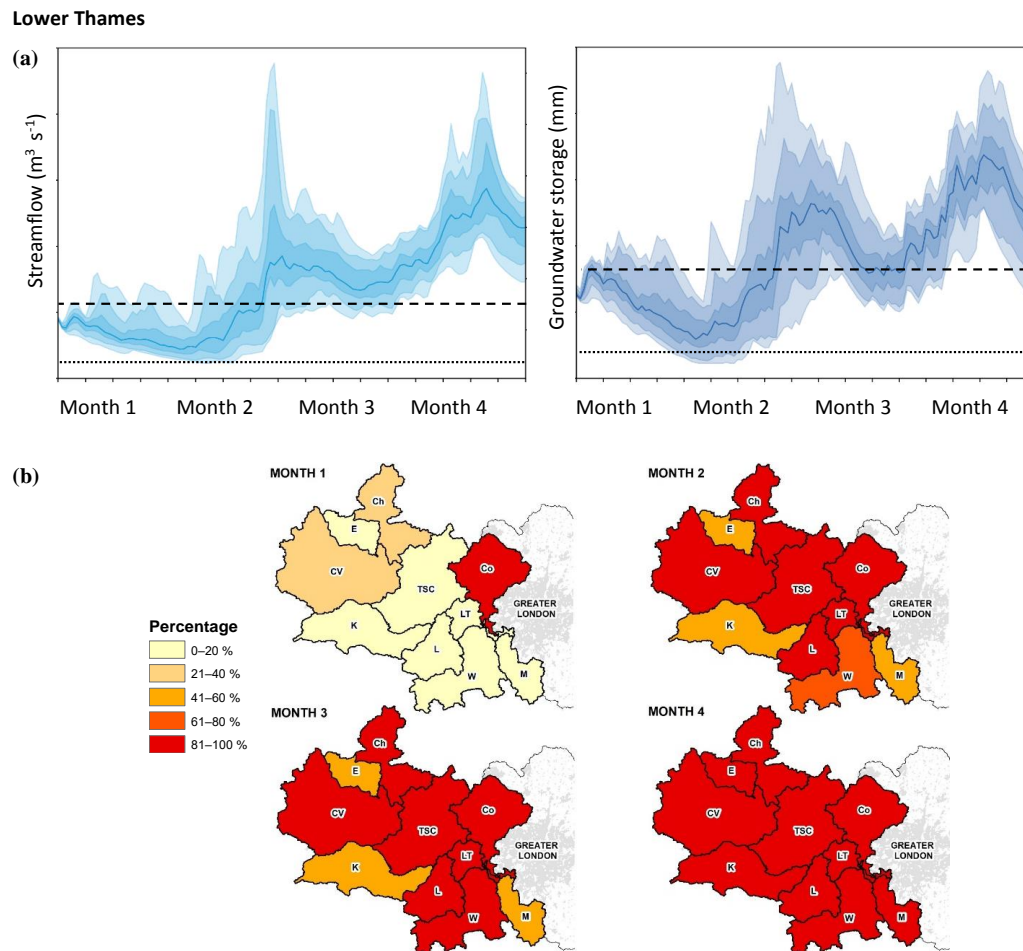 Lower Thames
(a)
Streamflow (m³ s⁻¹)
Month 1 Month 2 Month 3 Month 4
Groundwater storage (mm)
Month 1 Month 2 Month 3 Month 4
(b)
MONTH 1
Ch
E
CV
TSC
Co
K
LT
L
W
M
GREATER
LONDON
MONTH 2
Ch
E
CV
TSC
Co
K
LT
L
W
M
GREATER
LONDON
Percentage
0–20 %
21–40 %
41–60 %
61–80 %
81–100 %
MONTH 3
Ch
E
CV
TSC
Co
K
LT
L
W
M
GREATER
LONDON
MONTH 4
Ch
E
CV
TSC
Co
K
LT
L
W
M
GREATER
LONDON